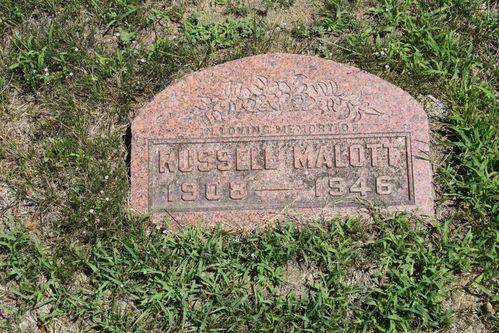 IN LOVING MEMORY OF
RUSSELL MALOTT
1908 — 1946